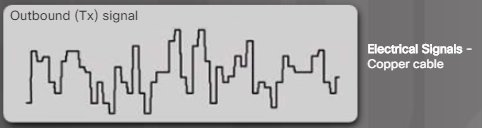 Outbound (Tx) signal
Electrical Signals -
Copper cable